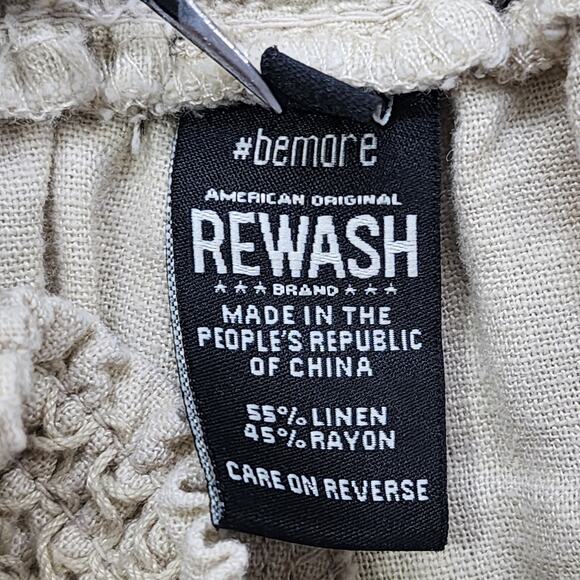 #bemore
AMERICAN ORIGINAL
REWASH
★★★ BRAND ★★★
MADE IN THE
PEOPLE'S REPUBLIC
OF CHINA
55% LINEN
45% RAYON
CARE ON REVERSE